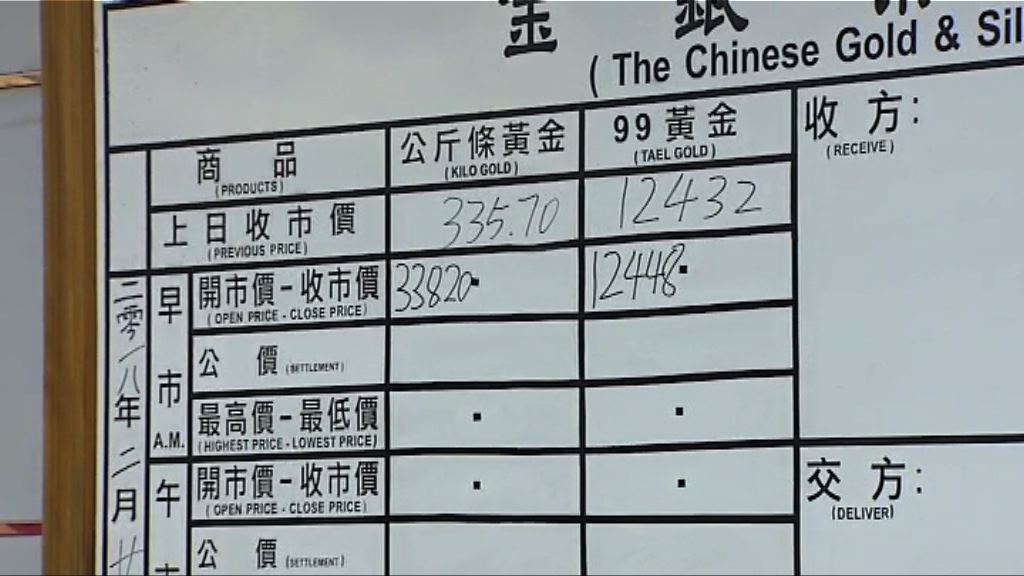 金 銀
( The Chinese Gold & Sil
商 品 公斤條黃金 99 黃金 收 方:
(PRODUCTS) (KILO GOLD) (TAEL GOLD) (RECEIVE)
上日收市價 335.70 12432
(PREVIOUS PRICE)
二零一八年二月廿
早市
A.M.
開市價-收市價 33820 12448
(OPEN PRICE - CLOSE PRICE)
公 價 (SETTLEMENT)
最高價-最低價
(HIGHEST PRICE - LOWEST PRICE)
午
開市價-收市價 交 方:
(OPEN PRICE - CLOSE PRICE) (DELIVER)
公 價 (SETTLEMENT)